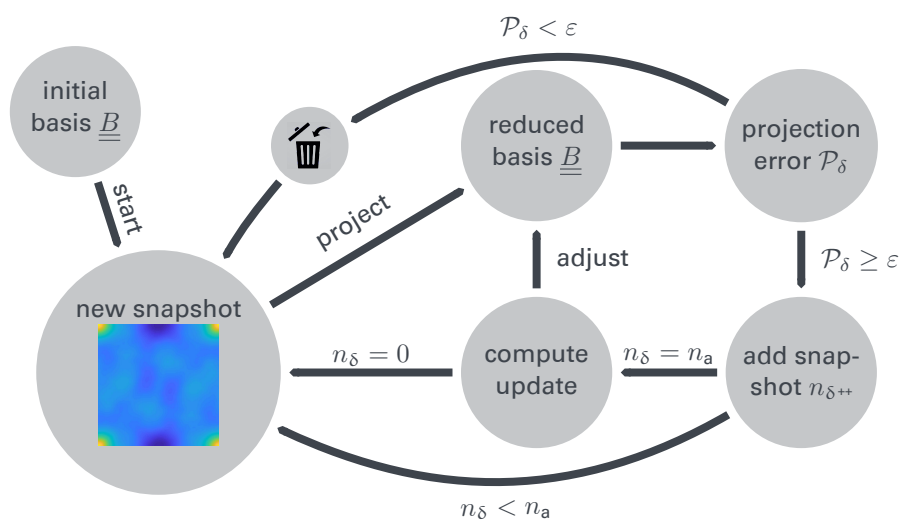 𝒫_δ < ε
initial
basis B
reduced
basis B
projection
error 𝒫_δ
start
project
new snapshot
adjust
𝒫_δ ≥ ε
n_δ = 0
compute
update
n_δ = n_a
add snap-
shot n_δ++
n_δ < n_a